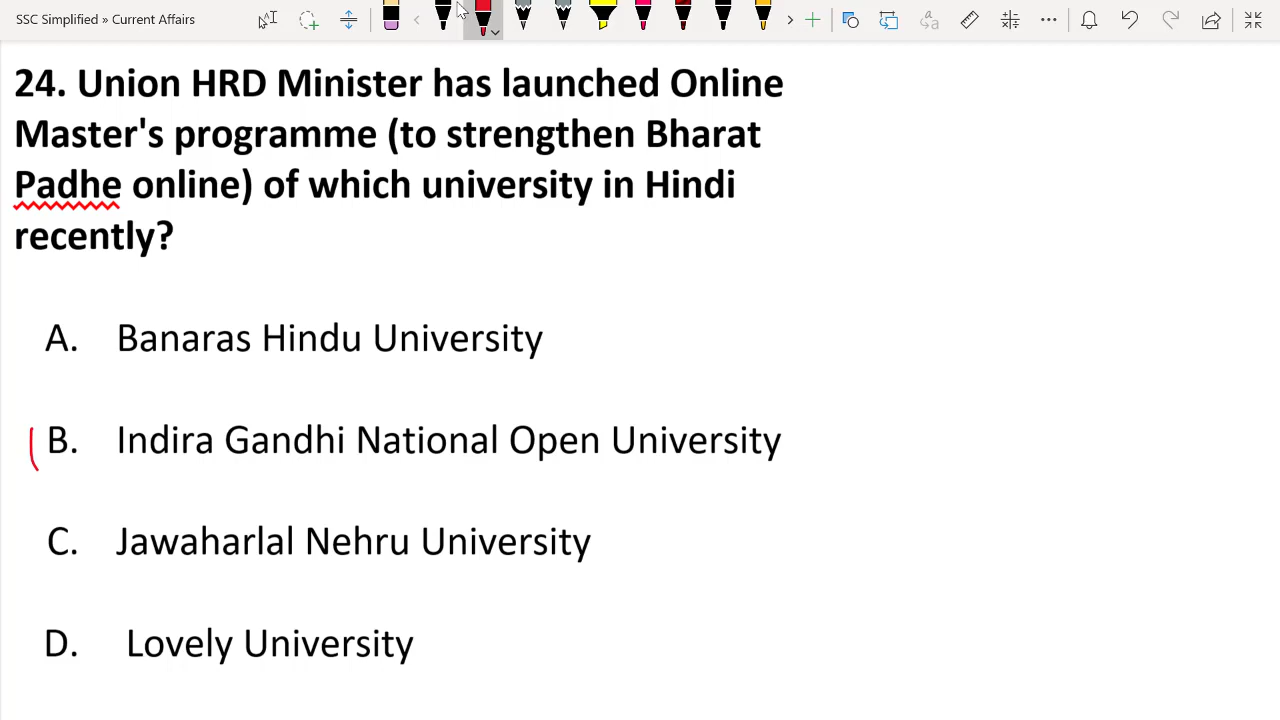 SSC Simplified » Current Affairs
24. Union HRD Minister has launched Online
Master's programme (to strengthen Bharat
Padhe online) of which university in Hindi
recently?
A. Banaras Hindu University
B. Indira Gandhi National Open University
C. Jawaharlal Nehru University
D. Lovely University